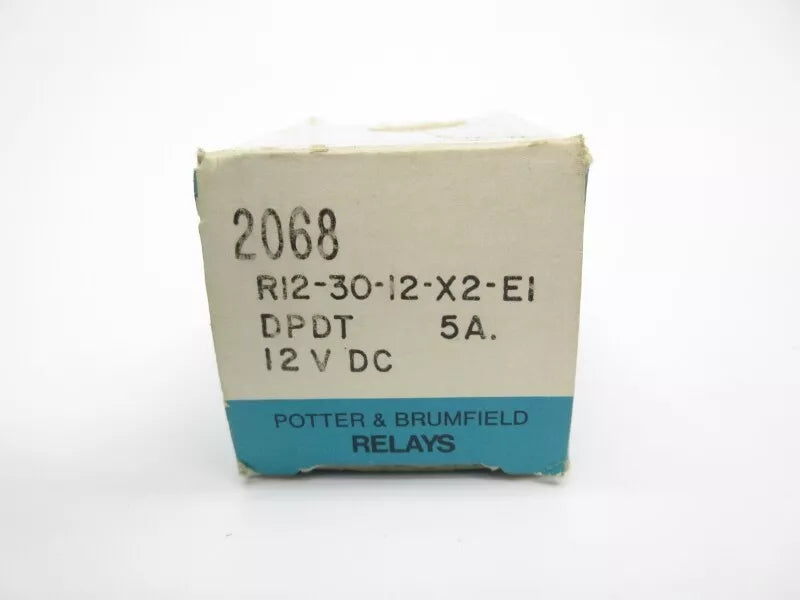 2068
R12-30-12-X2-E1
DPDT 5A.
12 V DC
POTTER & BRUMFIELD
RELAYS